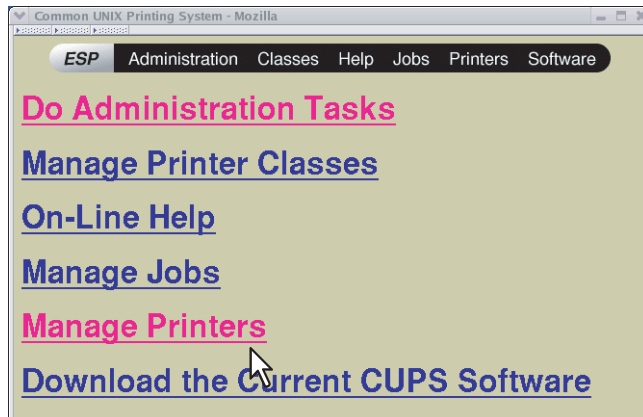 Common UNIX Printing System - Mozilla
ESP Administration Classes Help Jobs Printers Software
Do Administration Tasks
Manage Printer Classes
On-Line Help
Manage Jobs
Manage Printers
Download the Current CUPS Software